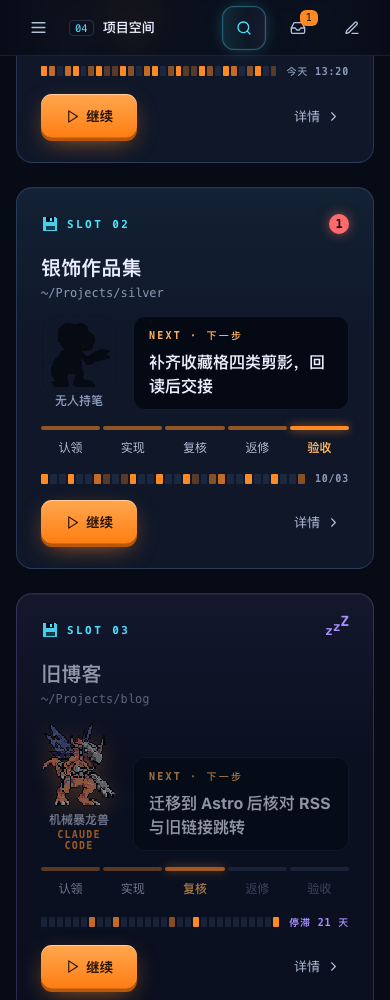 04 项目空间 1
今天 13:20
继续 详情
SLOT 02 1
银饰作品集
~/Projects/silver
NEXT · 下一步
补齐收藏格四类剪影，回
读后交接
无人持笔
认领 实现 复核 返修 验收
10/03
继续 详情
SLOT 03 zzZ
旧博客
~/Projects/blog
NEXT · 下一步
迁移到 Astro 后核对 RSS
与旧链接跳转
机械暴龙兽
CLAUDE
CODE
认领 实现 复核 返修 验收
停滞 21 天
继续 详情